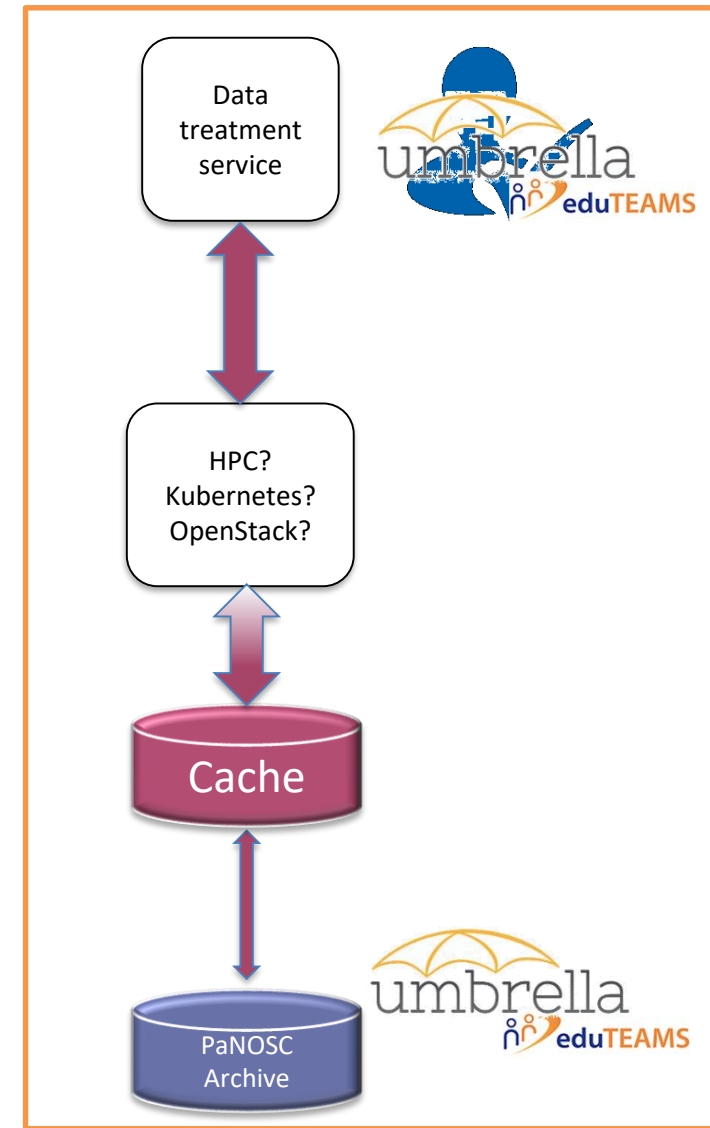 Data
treatment
service
umbrella
eduTEAMS
HPC?
Kubernetes?
OpenStack?
Cache
umbrella
eduTEAMS
PaNOSC
Archive